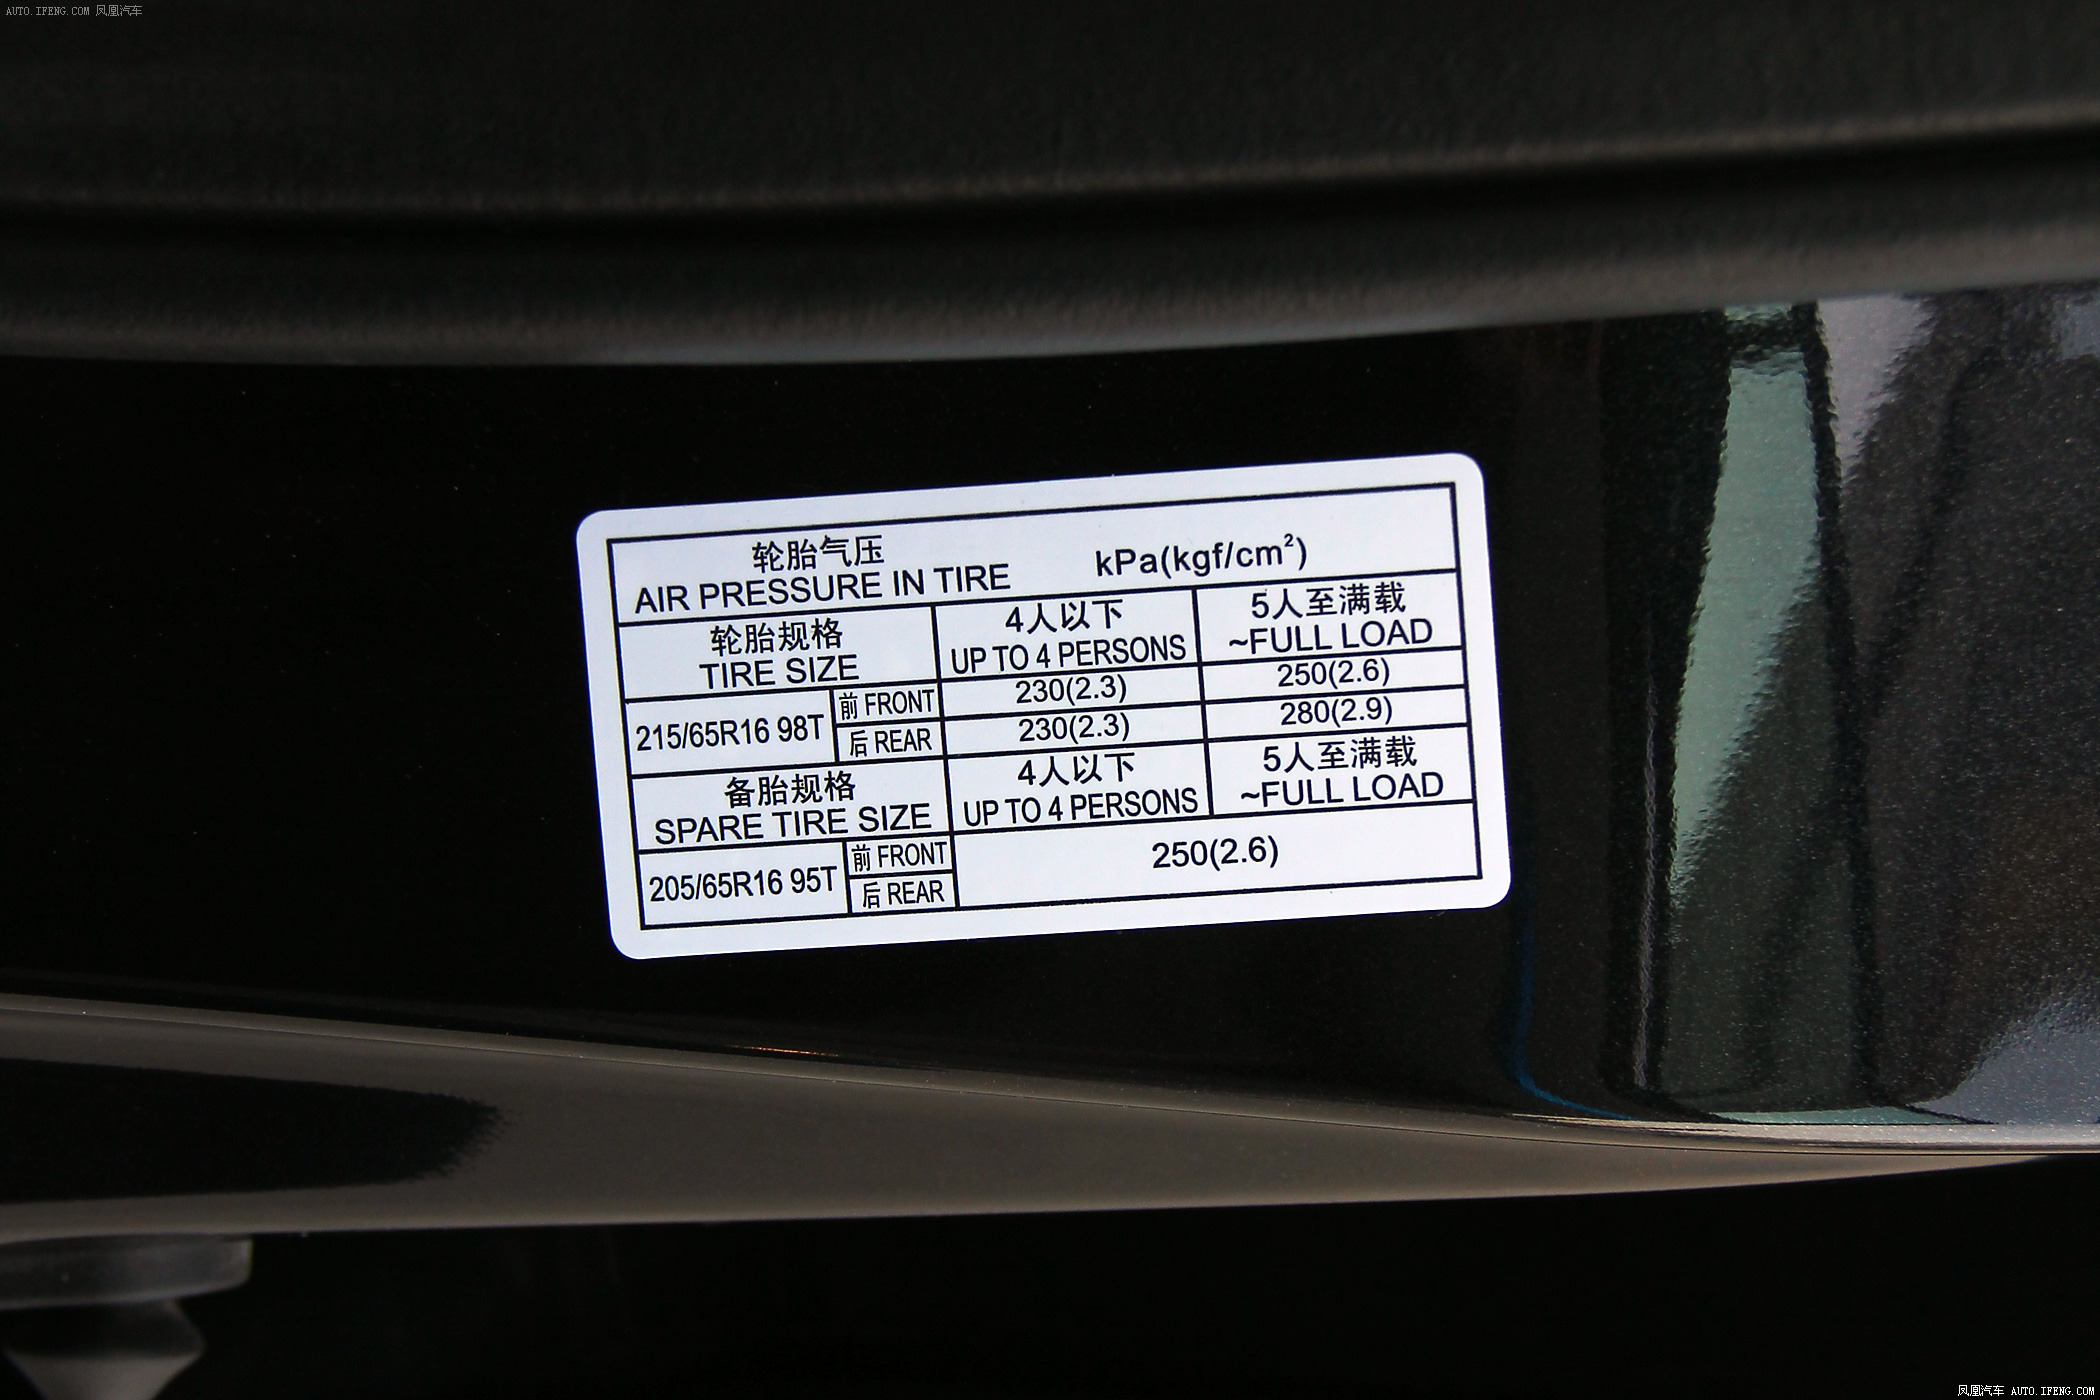 AUTO.IFENG.COM 凤凰汽车
轮胎气压
AIR PRESSURE IN TIRE kPa(kgf/cm²)
轮胎规格
TIRE SIZE
4人以下
UP TO 4 PERSONS
5人至满载
~FULL LOAD
215/65R16 98T
前 FRONT 230(2.3) 250(2.6)
后 REAR 230(2.3) 280(2.9)
备胎规格
SPARE TIRE SIZE
4人以下
UP TO 4 PERSONS
5人至满载
~FULL LOAD
205/65R16 95T
前 FRONT
后 REAR
250(2.6)
凤凰汽车 AUTO.IFENG.COM